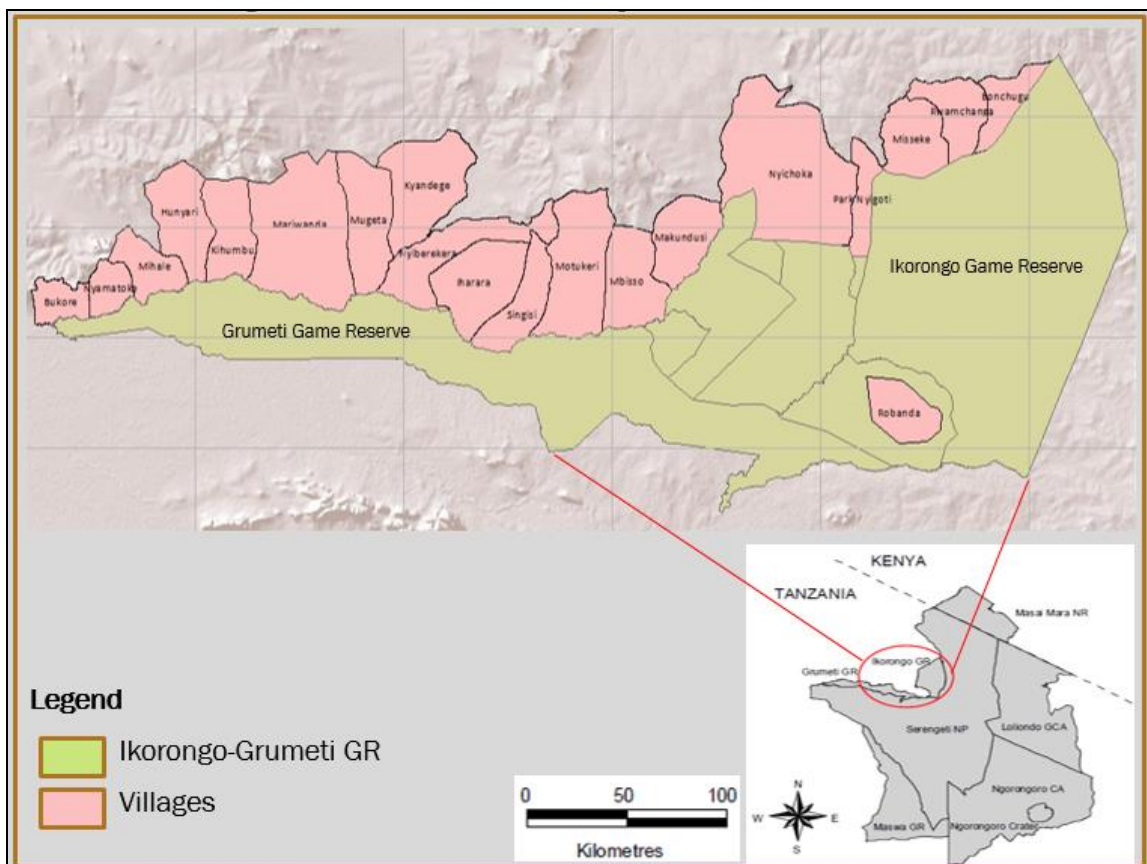 Bonchugu
Rwamchanga
Misseke
Nyichoka
Park Nyigoti
Kyandege
Hunyari
Mugeta
Mariwanda
Kihumbu
Makundusi
Mihale
Nyiberekera
Motukeri
Mbisso
Iharara
Nyamatoke
Bukore
Singisi
Ikorongo Game Reserve
Grumeti Game Reserve
Robanda
KENYA
TANZANIA
Masai Mara NR
Ikorongo GR
Grumeti GR
Serengeti NP
Loliondo GCA
Ngorongoro CA
Maswa GR
Ngorongoro Crater
N
W
E
S
Legend
Ikorongo-Grumeti GR
Villages
0 50 100
Kilometres